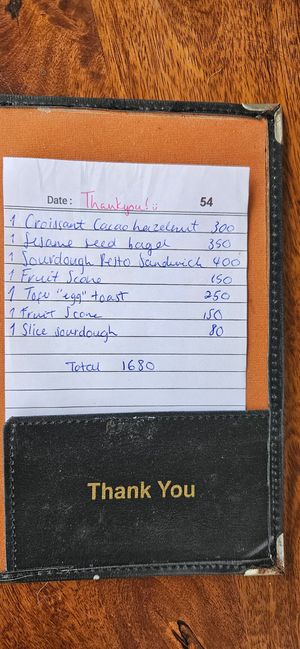 Date : Thankyou! 54
1 Croissant Cacao hazelnut 300
1 Sesame seed bagel 350
1 Sourdough Pesto Sandwich 400
1 Fruit Scone 150
1 Tofu "egg" toast 250
1 Fruit Scone 150
1 Slice sourdough 80
Total 1680
Thank You